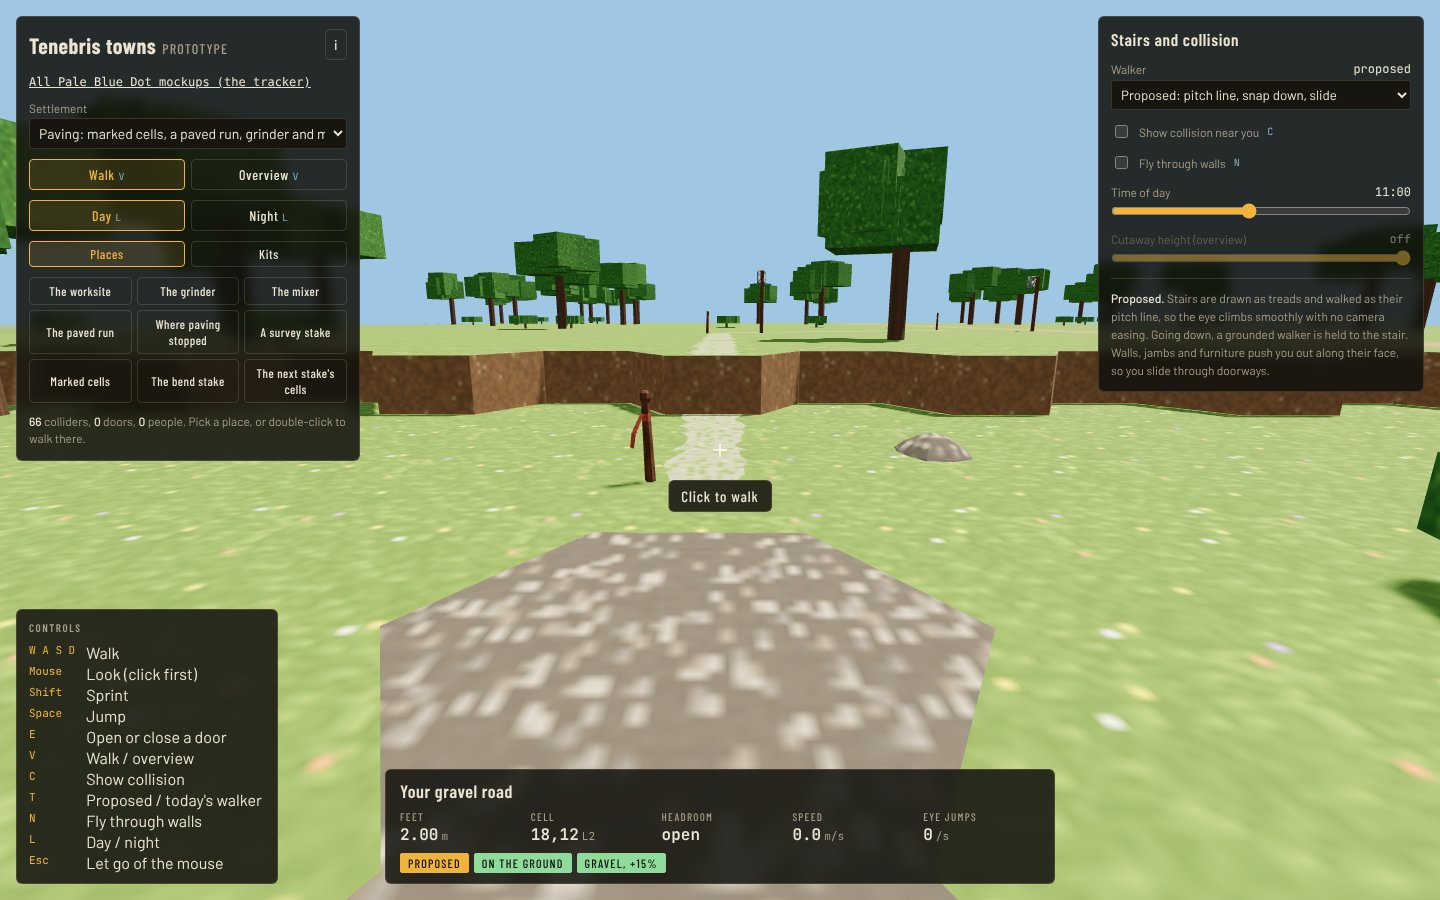 Tenebris towns PROTOTYPE
i
All Pale Blue Dot mockups (the tracker)
Settlement
Paving: marked cells, a paved run, grinder and m
Walk V
Overview V
Day L
Night L
Places
Kits
The worksite
The grinder
The mixer
The paved run
Where paving
stopped
A survey stake
Marked cells
The bend stake
The next stake's
cells
66 colliders, 0 doors, 0 people. Pick a place, or double-click to
walk there.
Stairs and collision
Walker
proposed
Proposed: pitch line, snap down, slide
Show collision near you C
Fly through walls N
Time of day
11:00
Cutaway height (overview)
off
Proposed. Stairs are drawn as treads and walked as their
pitch line, so the eye climbs smoothly with no camera
easing. Going down, a grounded walker is held to the stair.
Walls, jambs and furniture push you out along their face,
so you slide through doorways.
Click to walk
CONTROLS
W A S D Walk
Mouse Look (click first)
Shift Sprint
Space Jump
E Open or close a door
V Walk / overview
C Show collision
T Proposed / today's walker
N Fly through walls
L Day / night
Esc Let go of the mouse
Your gravel road
FEET
2.00 m
CELL
18,12 L2
HEADROOM
open
SPEED
0.0 m/s
EYE JUMPS
0 /s
PROPOSED
ON THE GROUND
GRAVEL, +15%